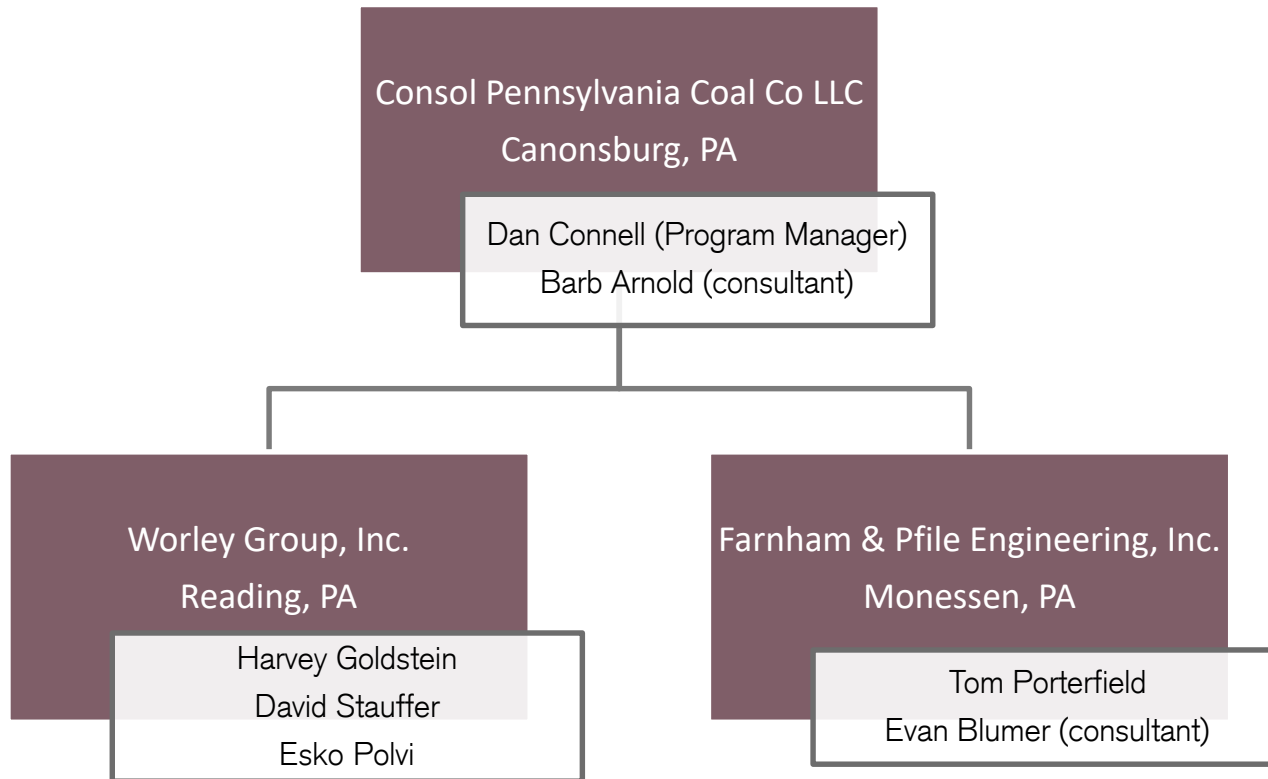 Consol Pennsylvania Coal Co LLC
Canonsburg, PA
Dan Connell (Program Manager)
Barb Arnold (consultant)
Worley Group, Inc.
Reading, PA
Harvey Goldstein
David Stauffer
Esko Polvi
Farnham & Pfile Engineering, Inc.
Monessen, PA
Tom Porterfield
Evan Blumer (consultant)